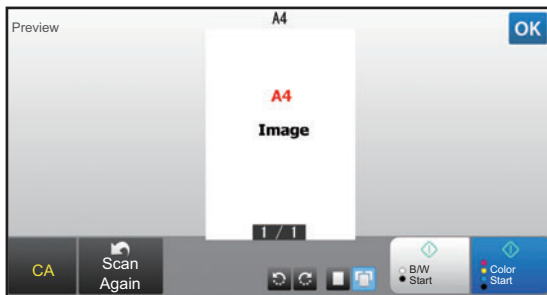 Preview
A4
OK
A4
Image
1 / 1
CA
Scan
Again
B/W
Start
Color
Start